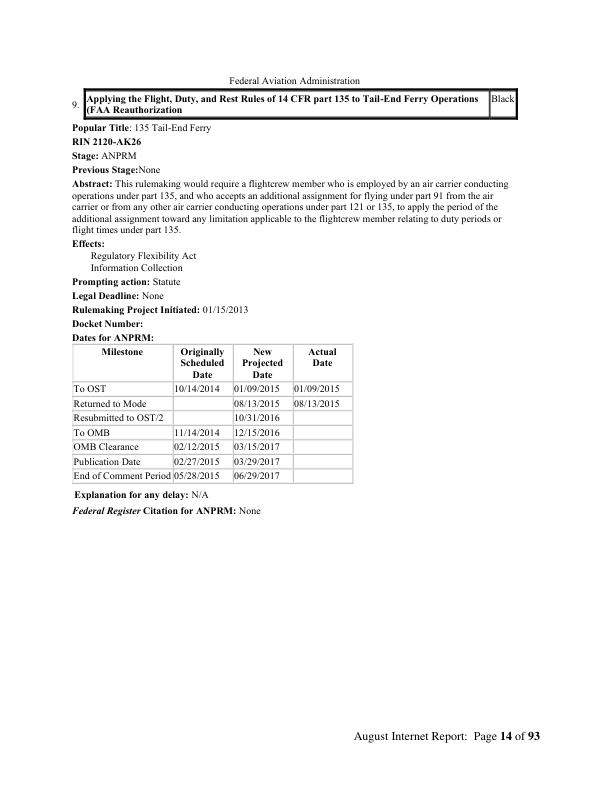 Federal Aviation Administration
9. Applying the Flight, Duty, and Rest Rules of 14 CFR part 135 to Tail-End Ferry Operations Black
(FAA Reauthorization
Popular Title: 135 Tail-End Ferry
RIN 2120-AK26
Stage: ANPRM
Previous Stage:None
Abstract: This rulemaking would require a flightcrew member who is employed by an air carrier conducting
operations under part 135, and who accepts an additional assignment for flying under part 91 from the air
carrier or from any other air carrier conducting operations under part 121 or 135, to apply the period of the
additional assignment toward any limitation applicable to the flightcrew member relating to duty periods or
flight times under part 135.
Effects:
Regulatory Flexibility Act
Information Collection
Prompting action: Statute
Legal Deadline: None
Rulemaking Project Initiated: 01/15/2013
Docket Number:
Dates for ANPRM:
Milestone Originally Scheduled Date New Projected Date Actual Date
To OST 10/14/2014 01/09/2015 01/09/2015
Returned to Mode 08/13/2015 08/13/2015
Resubmitted to OST/2 10/31/2016
To OMB 11/14/2014 12/15/2016
OMB Clearance 02/12/2015 03/15/2017
Publication Date 02/27/2015 03/29/2017
End of Comment Period 05/28/2015 06/29/2017
Explanation for any delay: N/A
Federal Register Citation for ANPRM: None
August Internet Report: Page 14 of 93